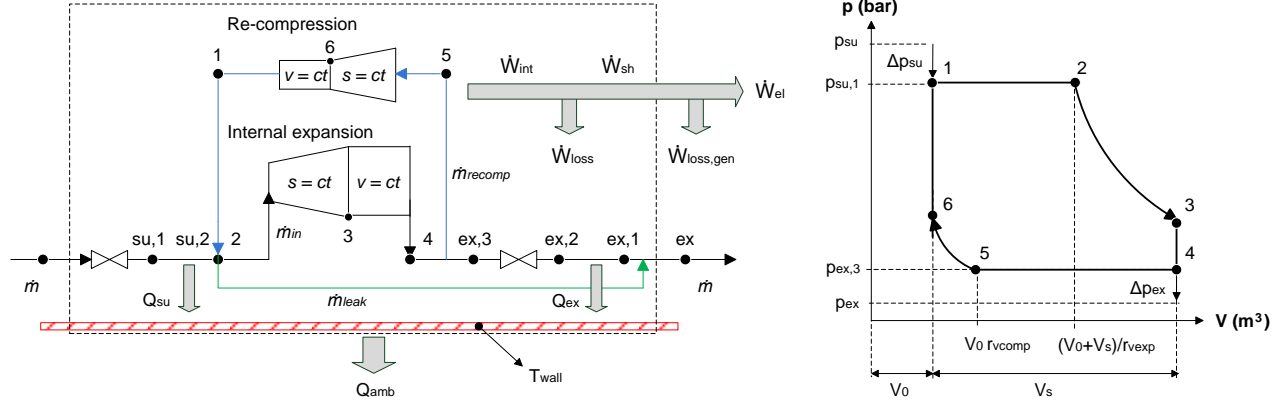 Re-compression
1
6
5
v = ct
s = ct
Ẇint
Ẇsh
Ẇel
Internal expansion
Ẇloss
Ẇloss,gen
s = ct
v = ct
ṁrecomp
ṁin
su,1
su,2
2
3
4
ex,3
ex,2
ex,1
ex
ṁ
Qsu
ṁleak
Qex
ṁ
Qamb
Twall
p (bar)
psu
Δpsu
psu,1
1
2
6
3
5
4
pex,3
Δpex
pex
V (m³)
V0 rvcomp
(V0+Vs)/rvexp
V0
Vs